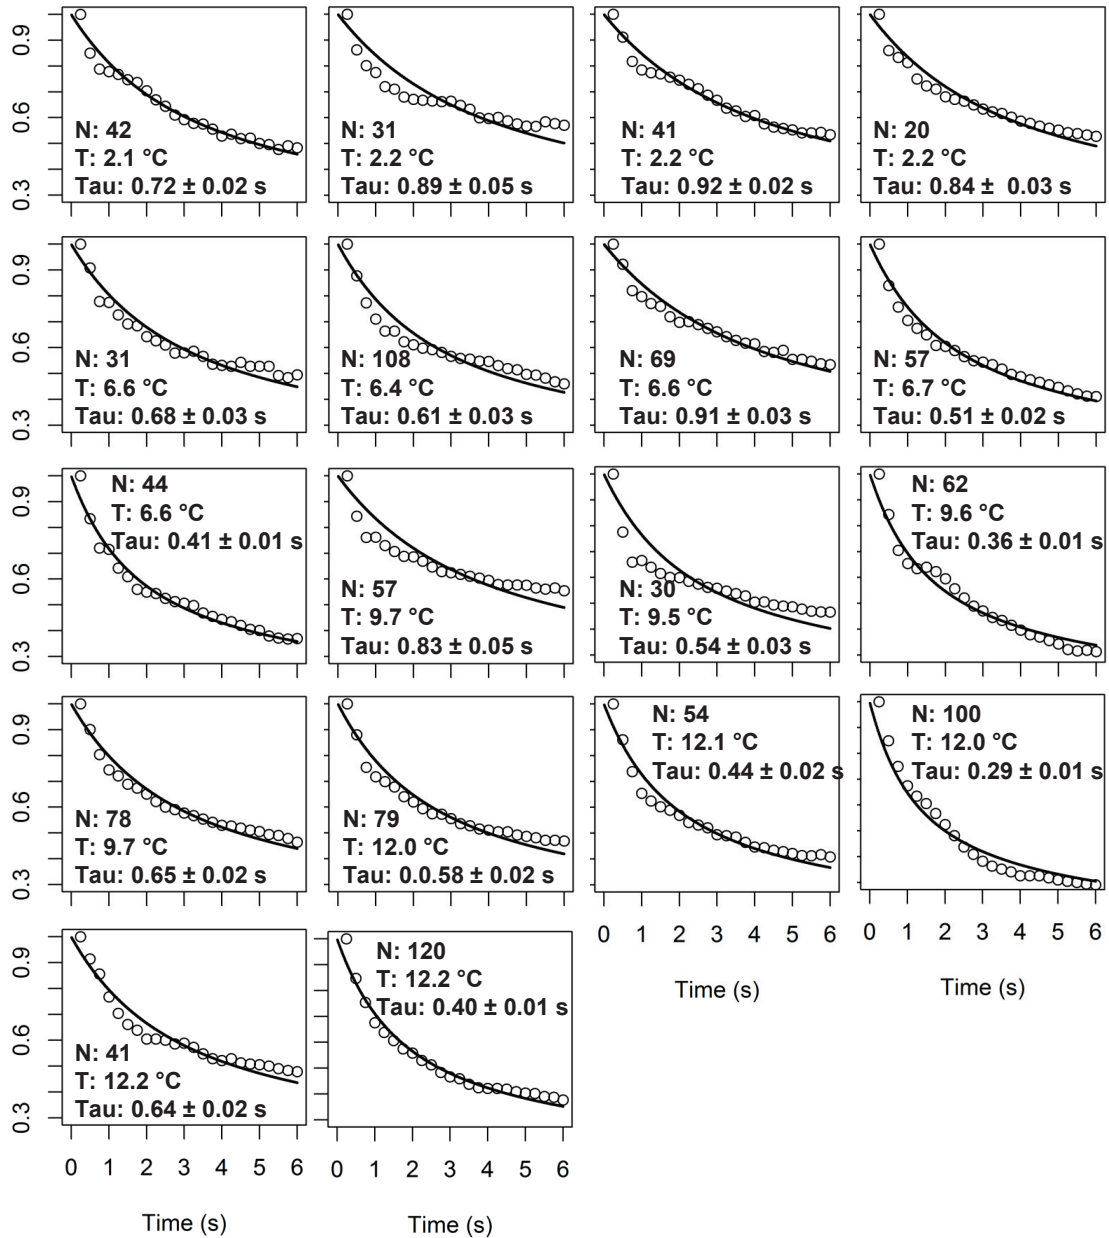 0.9
0.6
0.3
N: 42
T: 2.1 °C
Tau: 0.72 ± 0.02 s
N: 31
T: 2.2 °C
Tau: 0.89 ± 0.05 s
N: 41
T: 2.2 °C
Tau: 0.92 ± 0.02 s
N: 20
T: 2.2 °C
Tau: 0.84 ± 0.03 s
0.9
0.6
0.3
N: 31
T: 6.6 °C
Tau: 0.68 ± 0.03 s
N: 108
T: 6.4 °C
Tau: 0.61 ± 0.03 s
N: 69
T: 6.6 °C
Tau: 0.91 ± 0.03 s
N: 57
T: 6.7 °C
Tau: 0.51 ± 0.02 s
0.9
0.6
0.3
N: 44
T: 6.6 °C
Tau: 0.41 ± 0.01 s
N: 57
T: 9.7 °C
Tau: 0.83 ± 0.05 s
N: 30
T: 9.5 °C
Tau: 0.54 ± 0.03 s
N: 62
T: 9.6 °C
Tau: 0.36 ± 0.01 s
0.9
0.6
0.3
N: 78
T: 9.7 °C
Tau: 0.65 ± 0.02 s
N: 79
T: 12.0 °C
Tau: 0.0.58 ± 0.02 s
N: 54
T: 12.1 °C
Tau: 0.44 ± 0.02 s
0 1 2 3 4 5 6
Time (s)
N: 100
T: 12.0 °C
Tau: 0.29 ± 0.01 s
0 1 2 3 4 5 6
Time (s)
0.9
0.6
0.3
N: 41
T: 12.2 °C
Tau: 0.64 ± 0.02 s
0 1 2 3 4 5 6
Time (s)
N: 120
T: 12.2 °C
Tau: 0.40 ± 0.01 s
0 1 2 3 4 5 6
Time (s)